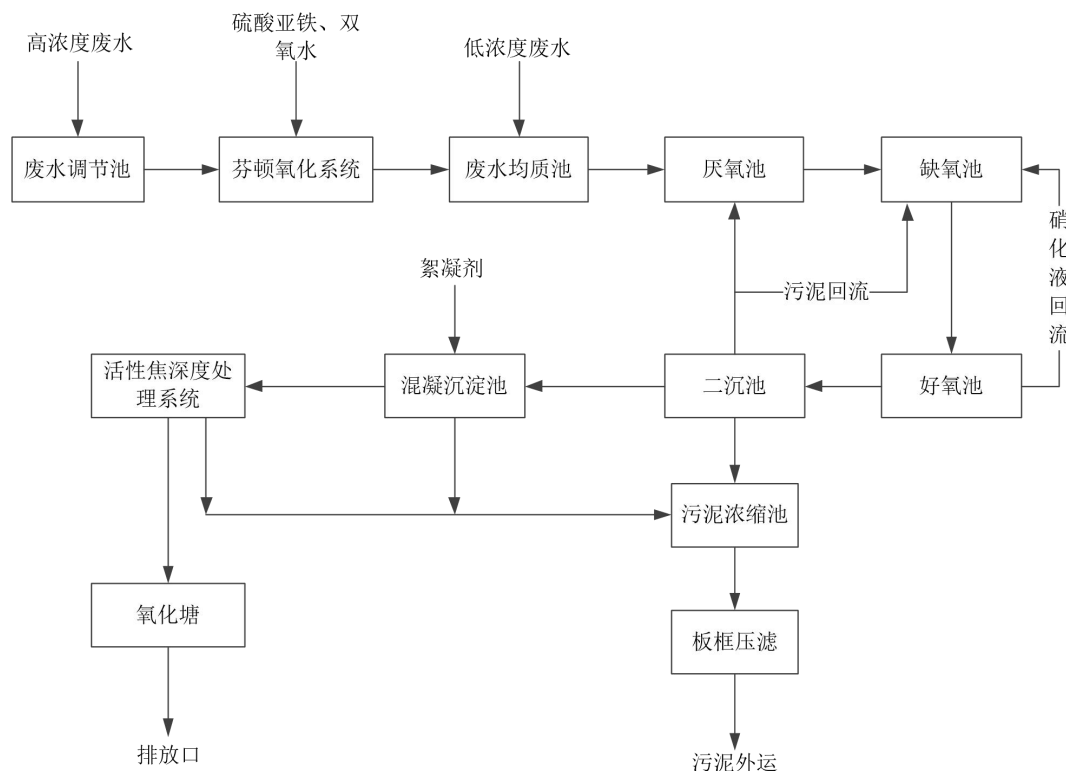 高浓度废水
硫酸亚铁、双
氧水
低浓度废水
废水调节池
芬顿氧化系统
废水均质池
厌氧池
缺氧池
硝
化
液
回
流
絮凝剂
污泥回流
活性焦深度处
理系统
混凝沉淀池
二沉池
好氧池
污泥浓缩池
氧化塘
板框压滤
排放口
污泥外运